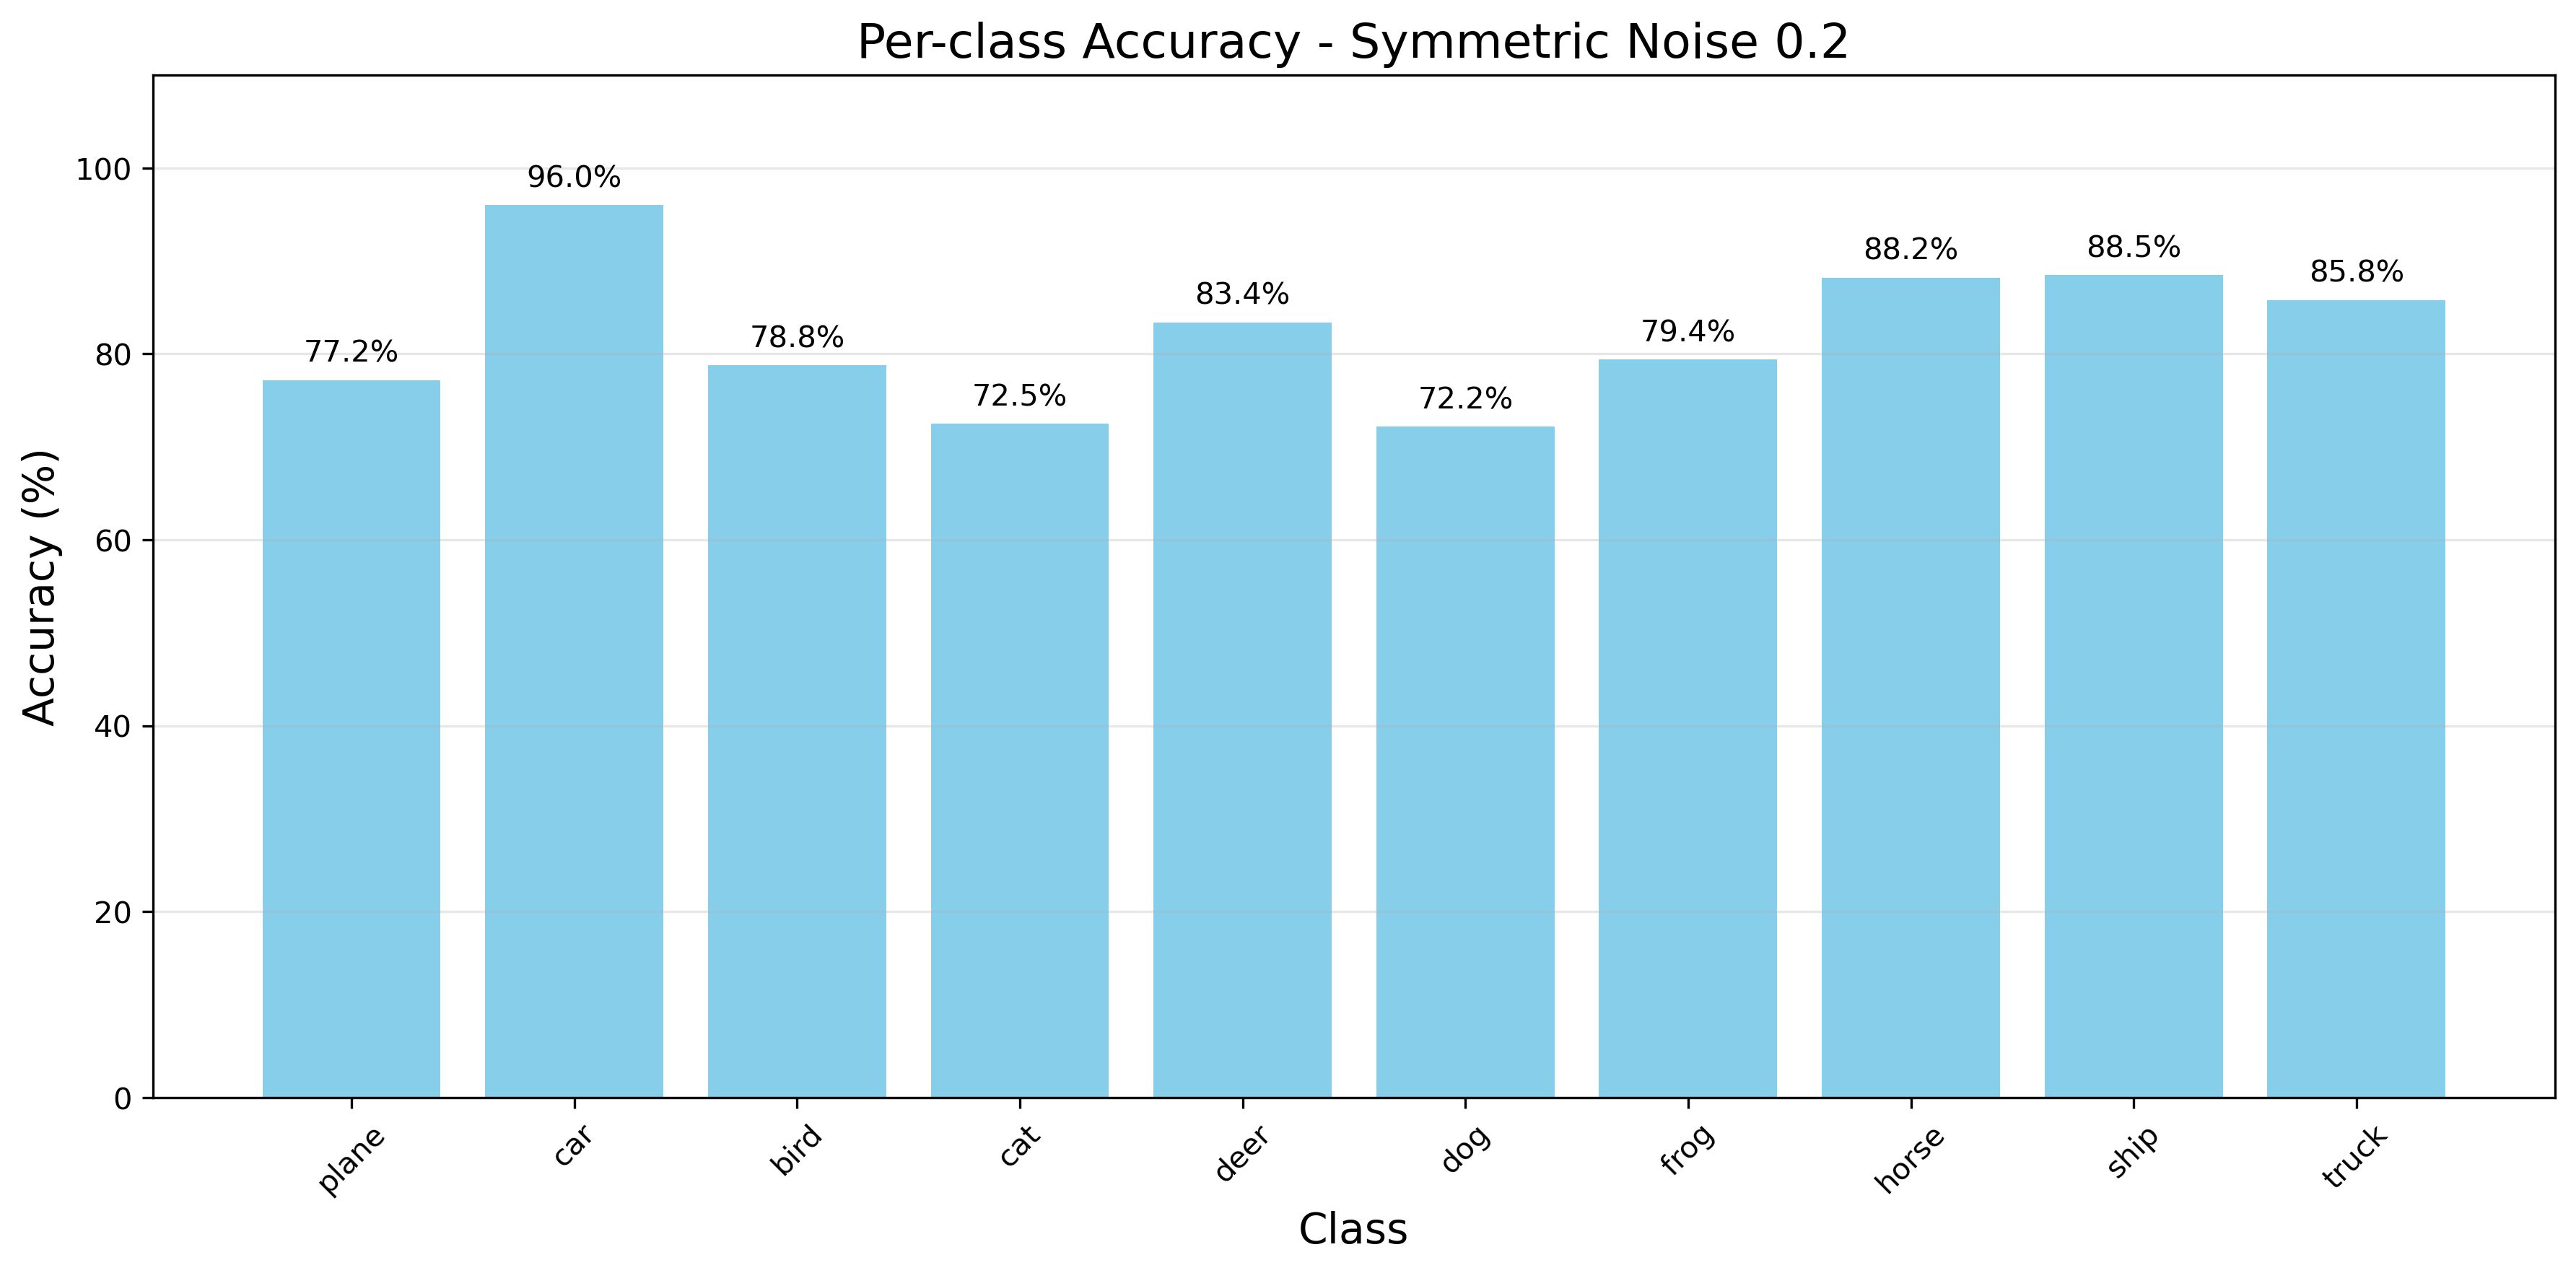 Per-class Accuracy - Symmetric Noise 0.2
Accuracy (%)
100
80
60
40
20
0
77.2%
96.0%
78.8%
72.5%
83.4%
72.2%
79.4%
88.2%
88.5%
85.8%
plane
car
bird
cat
deer
dog
frog
horse
ship
truck
Class